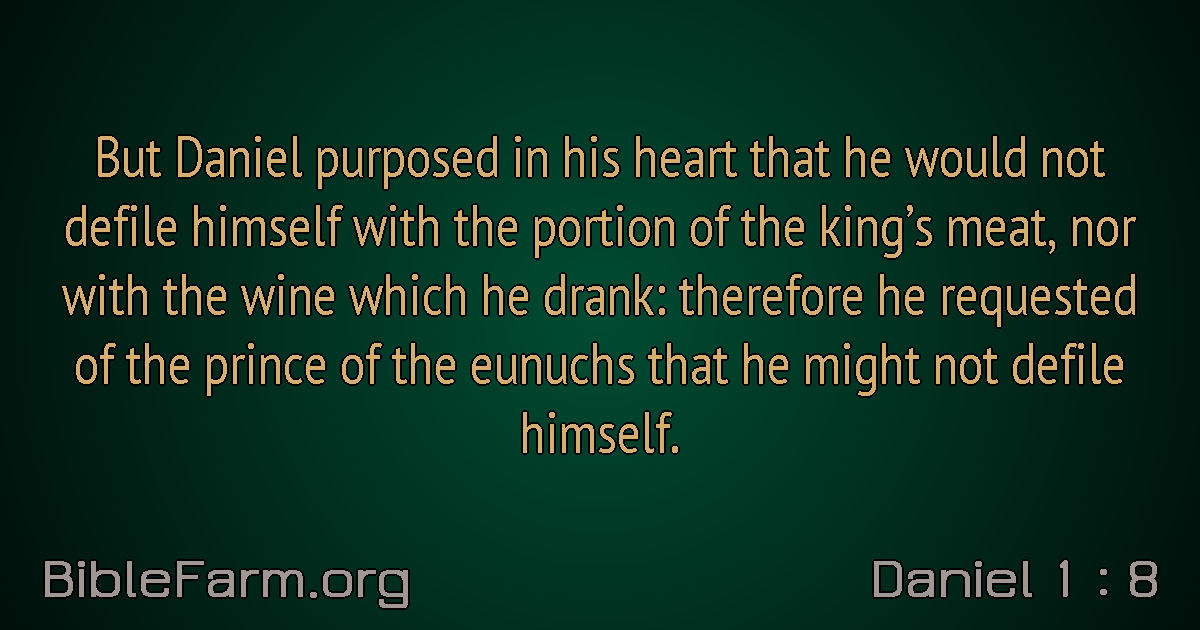 But Daniel purposed in his heart that he would not
defile himself with the portion of the king’s meat, nor
with the wine which he drank: therefore he requested
of the prince of the eunuchs that he might not defile
himself.
BibleFarm.org
Daniel 1 : 8